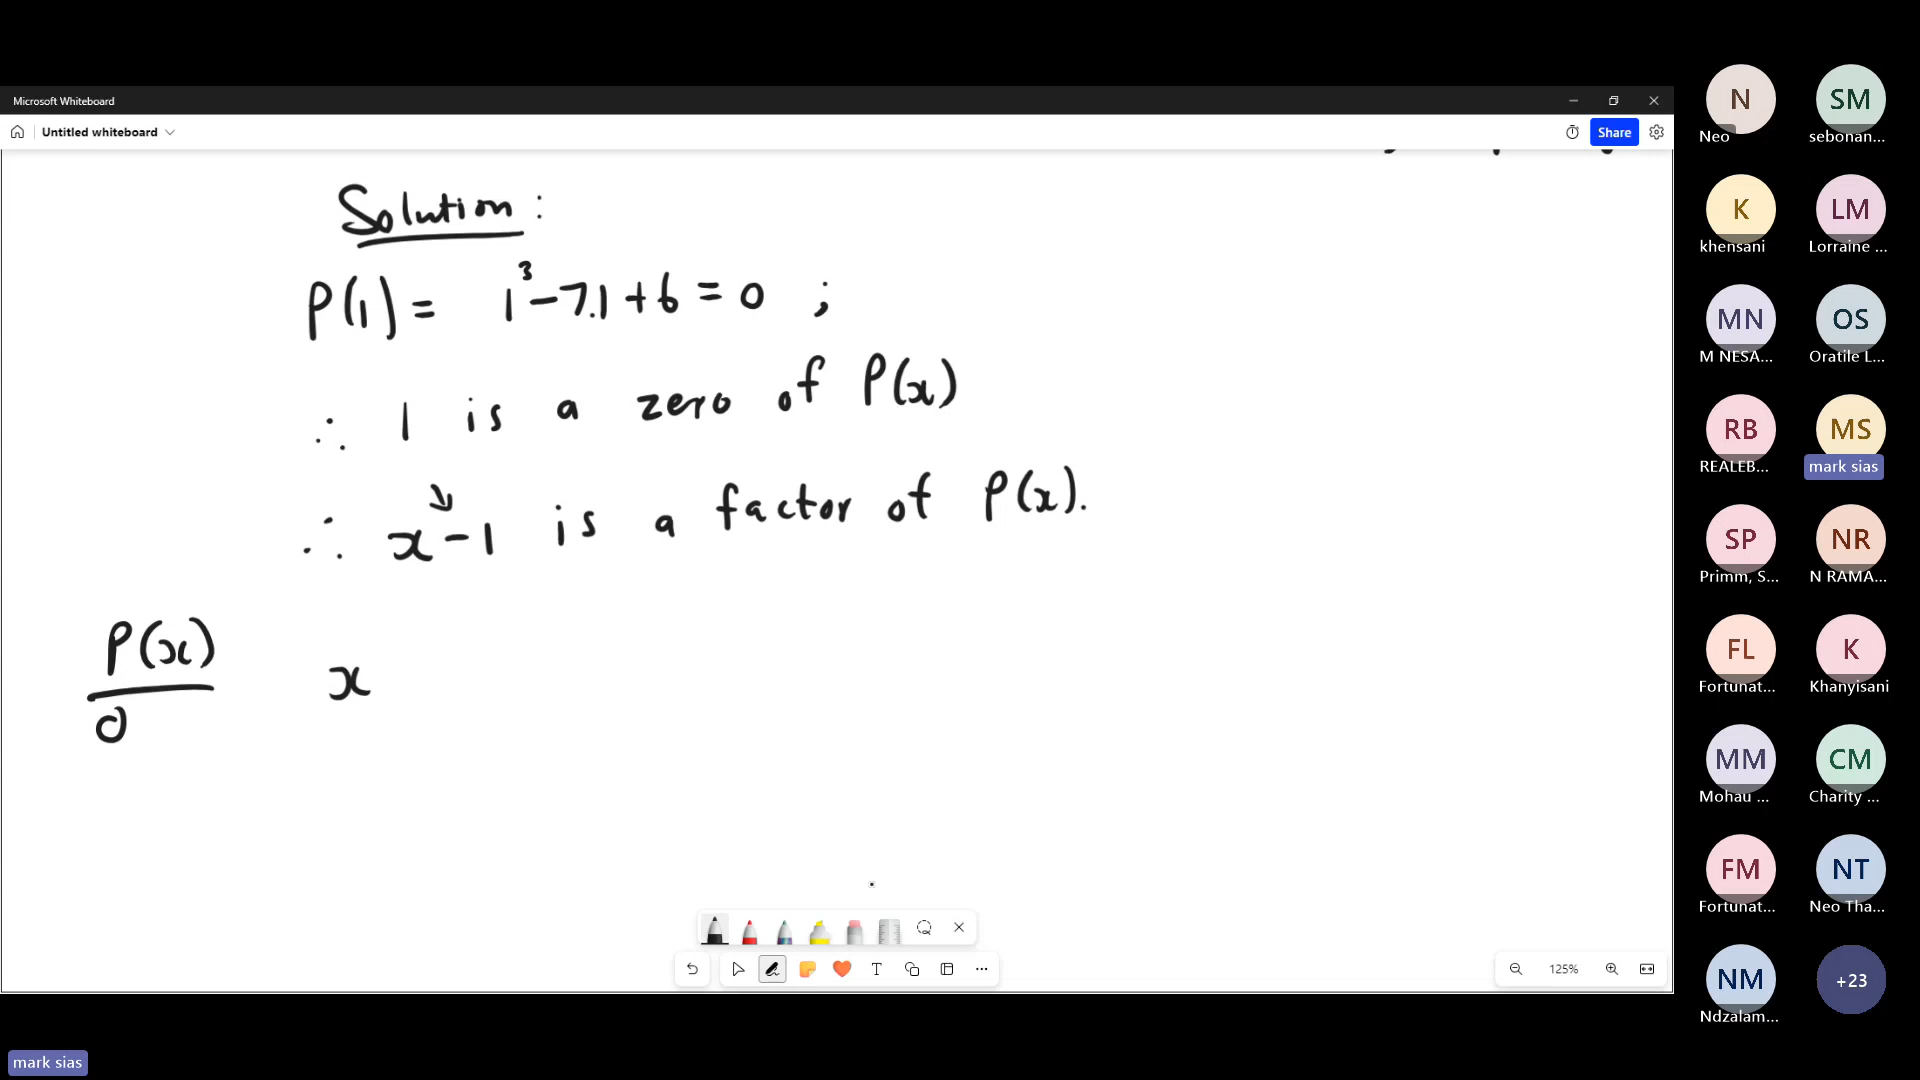 Microsoft Whiteboard
Untitled whiteboard
Share
Solution:
P(1) = 1³ - 7.1 + 6 = 0 ;
∴ 1 is a zero of P(x)
∴ x - 1 is a factor of P(x).
P(x)
x
125%
N
Neo
SM
sebonan...
K
khensani
LM
Lorraine ...
MN
M NESA...
OS
Oratile L...
RB
REALEB...
MS
mark sias
SP
Primm, S...
NR
N RAMA...
FL
Fortunat...
K
Khanyisani
MM
Mohau ...
CM
Charity ...
FM
Fortunat...
NT
Neo Tha...
NM
Ndzalam...
+23
mark sias